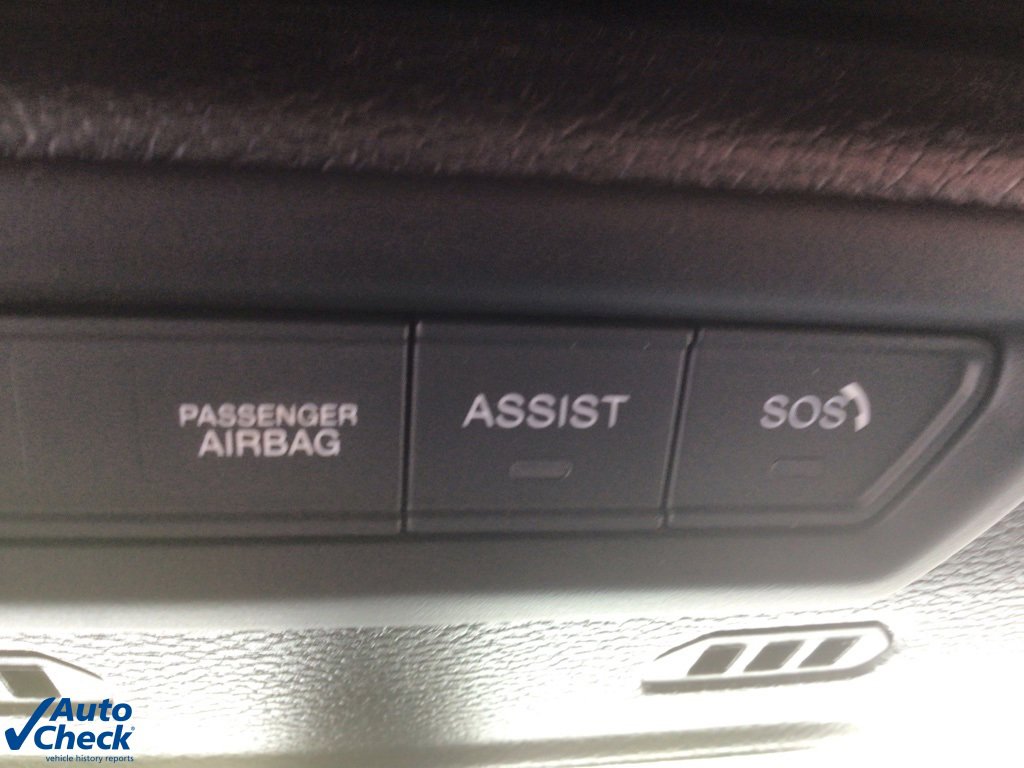 PASSENGER
AIRBAG
ASSIST
SOS
Auto
Check
vehicle history reports